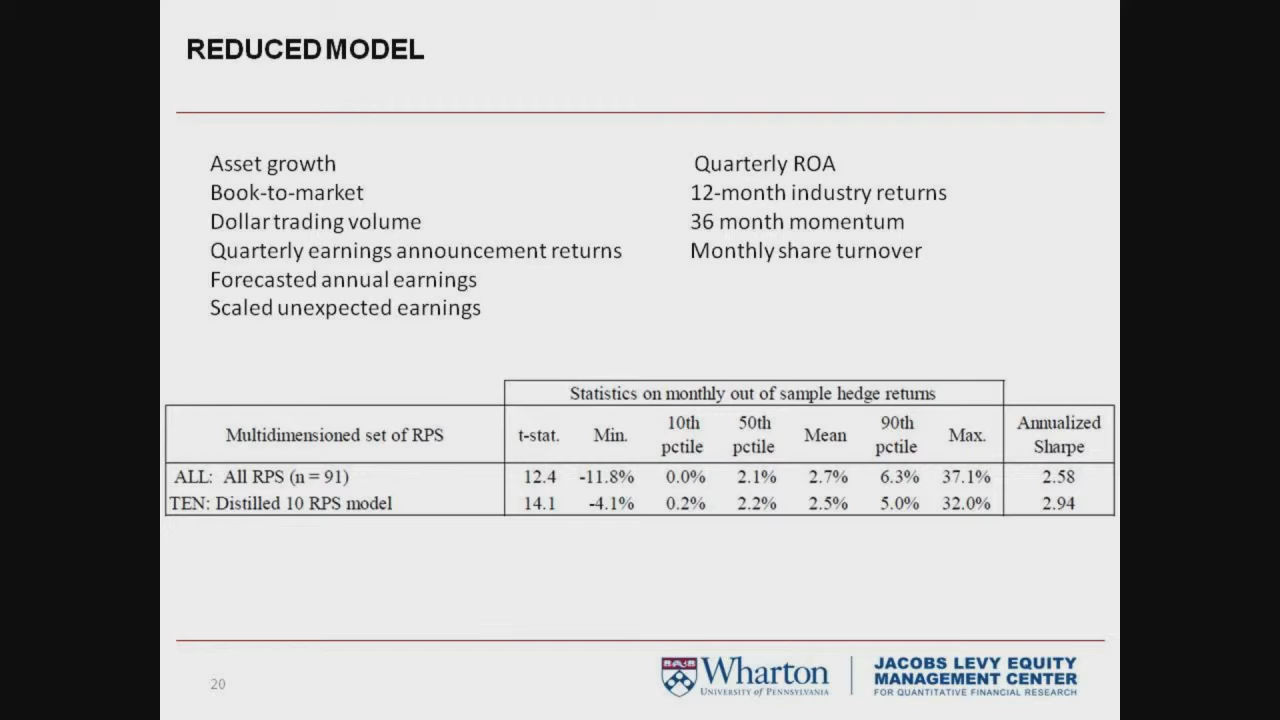 REDUCED MODEL
Asset growth
Book-to-market
Dollar trading volume
Quarterly earnings announcement returns
Forecasted annual earnings
Scaled unexpected earnings
Quarterly ROA
12-month industry returns
36 month momentum
Monthly share turnover
Statistics on monthly out of sample hedge returns
Multidimensioned set of RPS t-stat. Min. 10th pctile 50th pctile Mean 90th pctile Max. Annualized Sharpe
ALL: All RPS (n = 91) 12.4 -11.8% 0.0% 2.1% 2.7% 6.3% 37.1% 2.58
TEN: Distilled 10 RPS model 14.1 -4.1% 0.2% 2.2% 2.5% 5.0% 32.0% 2.94
20
Wharton
UNIVERSITY OF PENNSYLVANIA
JACOBS LEVY EQUITY
MANAGEMENT CENTER
FOR QUANTITATIVE FINANCIAL RESEARCH